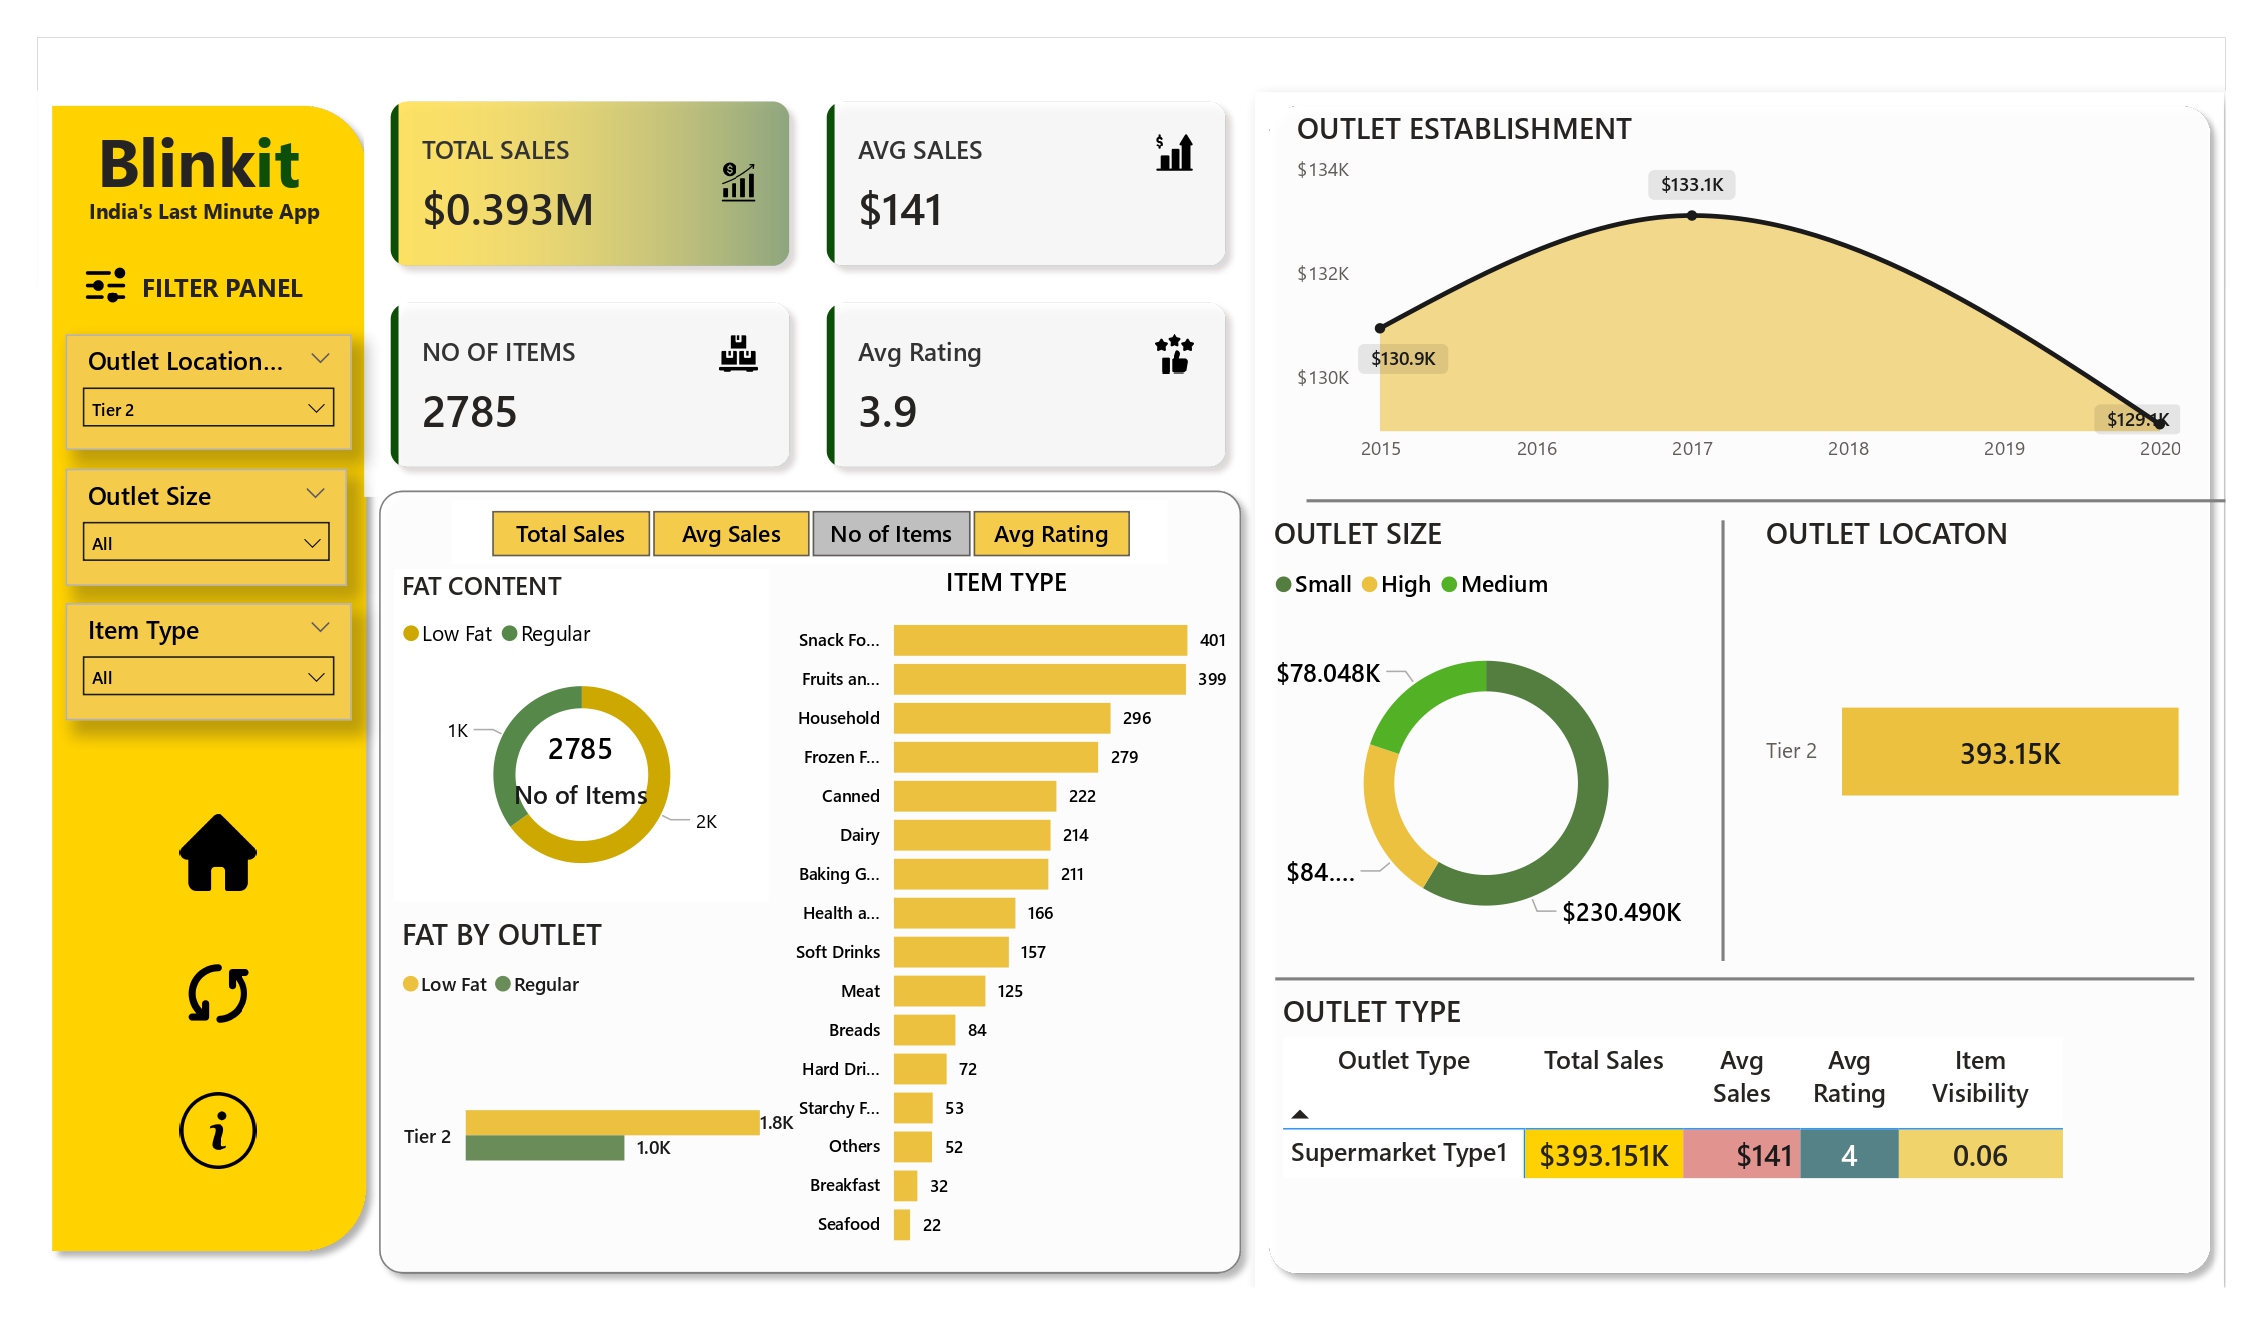 Blinkit
India's Last Minute App
FILTER PANEL
Outlet Location...
Tier 2
Outlet Size
All
Item Type
All
TOTAL SALES
$0.393M
AVG SALES
$141
NO OF ITEMS
2785
Avg Rating
3.9
Total Sales Avg Sales No of Items Avg Rating
FAT CONTENT
Low Fat Regular
1K
2785
No of Items
2K
FAT BY OUTLET
Low Fat Regular
Tier 2
1.8K
1.0K
ITEM TYPE
Snack Fo... 401
Fruits an... 399
Household 296
Frozen F... 279
Canned 222
Dairy 214
Baking G... 211
Health a... 166
Soft Drinks 157
Meat 125
Breads 84
Hard Dri... 72
Starchy F... 53
Others 52
Breakfast 32
Seafood 22
OUTLET ESTABLISHMENT
$134K
$132K
$130K
$133.1K
$130.9K
$129.1K
2015 2016 2017 2018 2019 2020
OUTLET SIZE
Small High Medium
$78.048K
$84....
$230.490K
OUTLET LOCATON
Tier 2
393.15K
OUTLET TYPE
Outlet Type Total Sales Avg Sales Avg Rating Item Visibility
Supermarket Type1 $393.151K $141 4 0.06